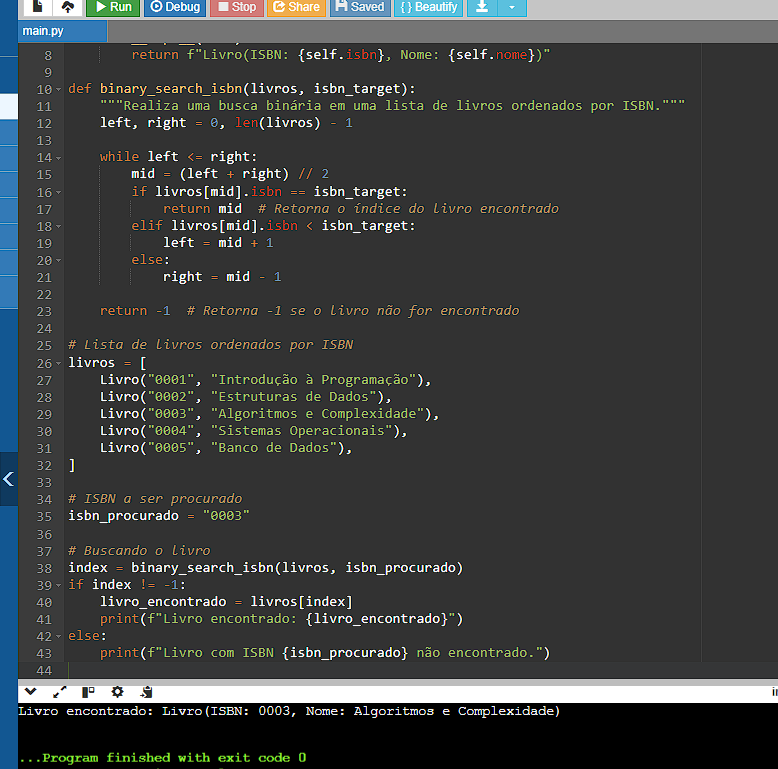 Run Debug Stop Share Saved { } Beautify
main.py
8 return f"Livro(ISBN: {self.isbn}, Nome: {self.nome})"
9
10 def binary_search_isbn(livros, isbn_target):
11 """Realiza uma busca binária em uma lista de livros ordenados por ISBN."""
12 left, right = 0, len(livros) - 1
13
14 while left <= right:
15 mid = (left + right) // 2
16 if livros[mid].isbn == isbn_target:
17 return mid # Retorna o índice do livro encontrado
18 elif livros[mid].isbn < isbn_target:
19 left = mid + 1
20 else:
21 right = mid - 1
22
23 return -1 # Retorna -1 se o livro não for encontrado
24
25 # Lista de livros ordenados por ISBN
26 livros = [
27 Livro("0001", "Introdução à Programação"),
28 Livro("0002", "Estruturas de Dados"),
29 Livro("0003", "Algoritmos e Complexidade"),
30 Livro("0004", "Sistemas Operacionais"),
31 Livro("0005", "Banco de Dados"),
32 ]
33
34 # ISBN a ser procurado
35 isbn_procurado = "0003"
36
37 # Buscando o livro
38 index = binary_search_isbn(livros, isbn_procurado)
39 if index != -1:
40 livro_encontrado = livros[index]
41 print(f"Livro encontrado: {livro_encontrado}")
42 else:
43 print(f"Livro com ISBN {isbn_procurado} não encontrado.")
44
Livro encontrado: Livro(ISBN: 0003, Nome: Algoritmos e Complexidade)
...Program finished with exit code 0